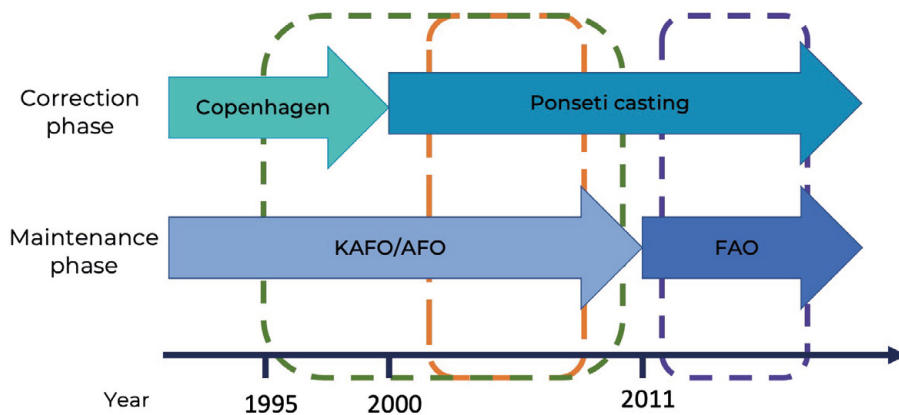 Correction
phase
Copenhagen
Ponseti casting
Maintenance
phase
KAFO/AFO
FAO
Year
1995
2000
2011